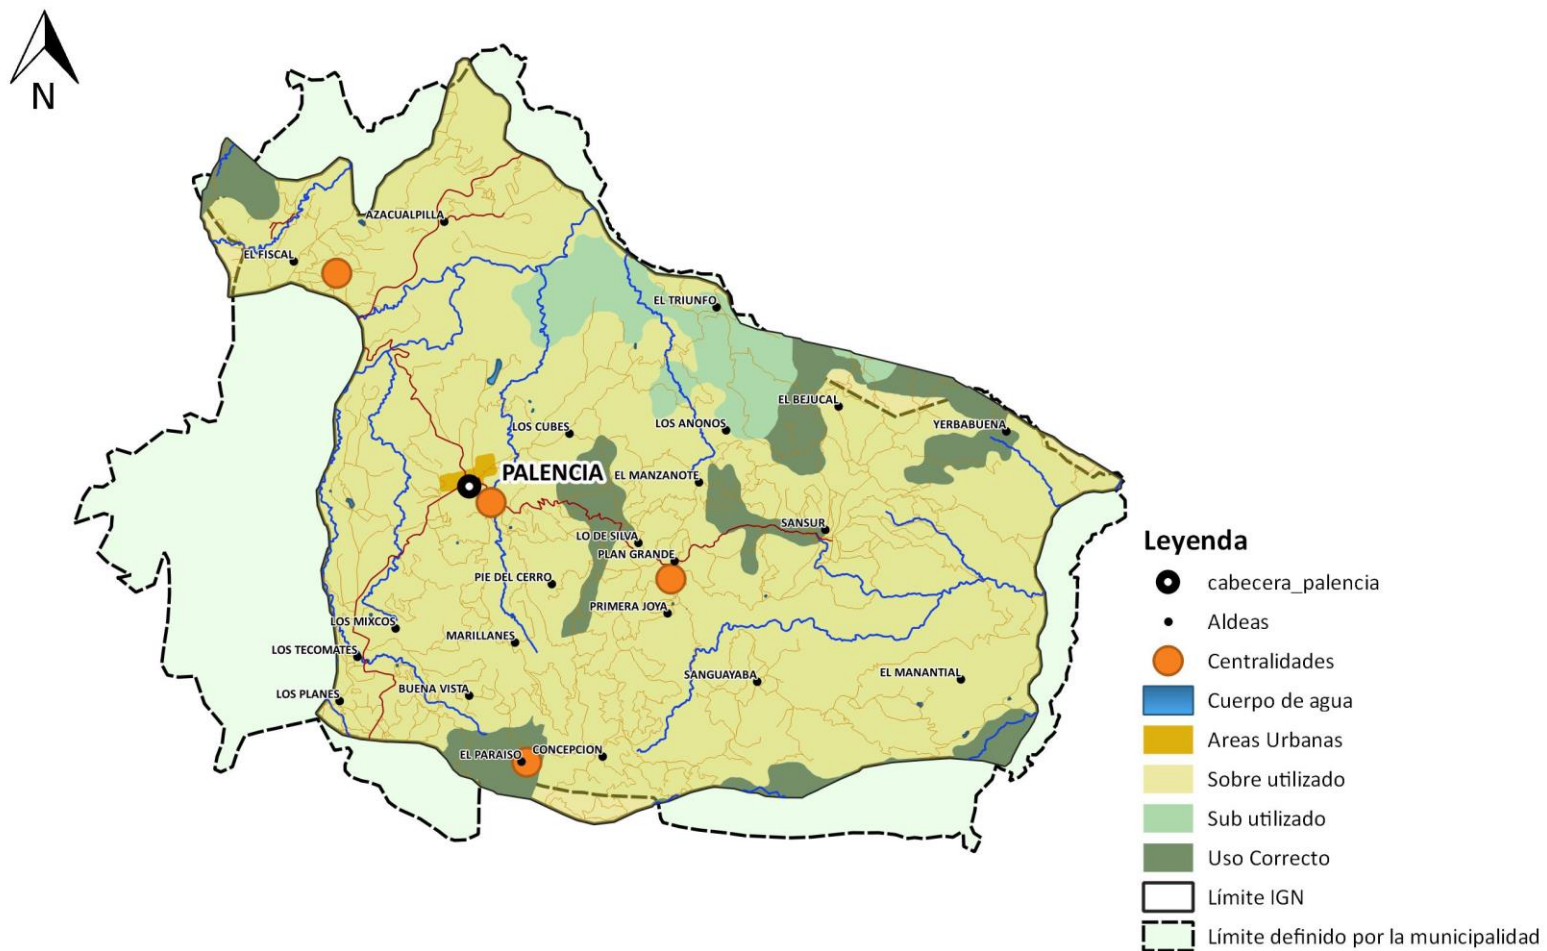 N
AZACUALPILLA
EL FISCAL
EL TRIUNFO
EL BEJUCAL
LOS CUBES
LOS ANONOS
YERBABUENA
PALENCIA
EL MANZANOTE
SANSUR
LO DE SILVA
PLAN GRANDE
PIE DEL CERRO
PRIMERA JOYA
LOS MIXCOS
MARILLANES
LOS TECOMATES
SANGUAYABA
EL MANANTIAL
LOS PLANES
BUENA VISTA
EL PARAISO
CONCEPCION
Leyenda
cabecera_palencia
Aldeas
Centralidades
Cuerpo de agua
Areas Urbanas
Sobre utilizado
Sub utilizado
Uso Correcto
Límite IGN
Límite definido por la municipalidad